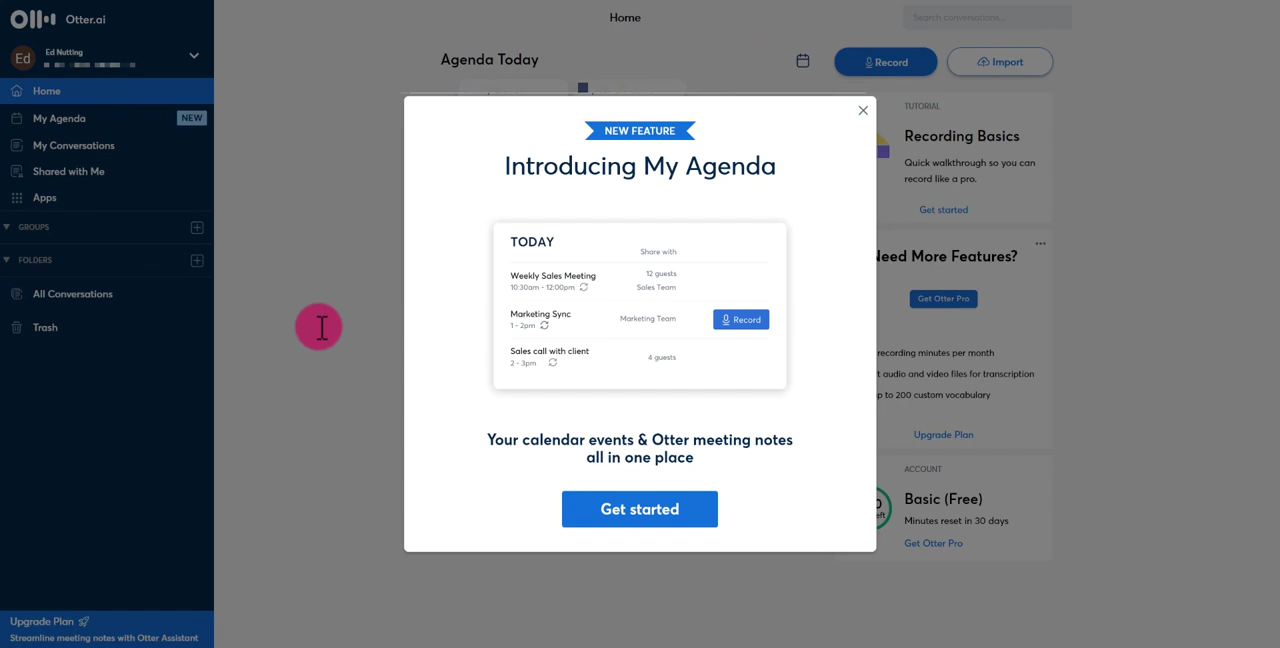 Otter.ai
Ed
Ed Nutting
Home
My Agenda
NEW
My Conversations
Shared with Me
Apps
GROUPS
FOLDERS
All Conversations
Trash
Upgrade Plan
Streamline meeting notes with Otter Assistant
Home
Search conversations...
Agenda Today
Record
Import
NEW FEATURE
Introducing My Agenda
TODAY
Share with
Weekly Sales Meeting
12 guests
10:30am - 12:00pm
Sales Team
Marketing Sync
Marketing Team
Record
1 - 2pm
Sales call with client
4 guests
2 - 3pm
Your calendar events & Otter meeting notes
all in one place
Get started
TUTORIAL
Recording Basics
Quick walkthrough so you can
record like a pro.
Get started
Need More Features?
Get Otter Pro
recording minutes per month
audio and video files for transcription
to 200 custom vocabulary
Upgrade Plan
ACCOUNT
Basic (Free)
Minutes reset in 30 days
Get Otter Pro